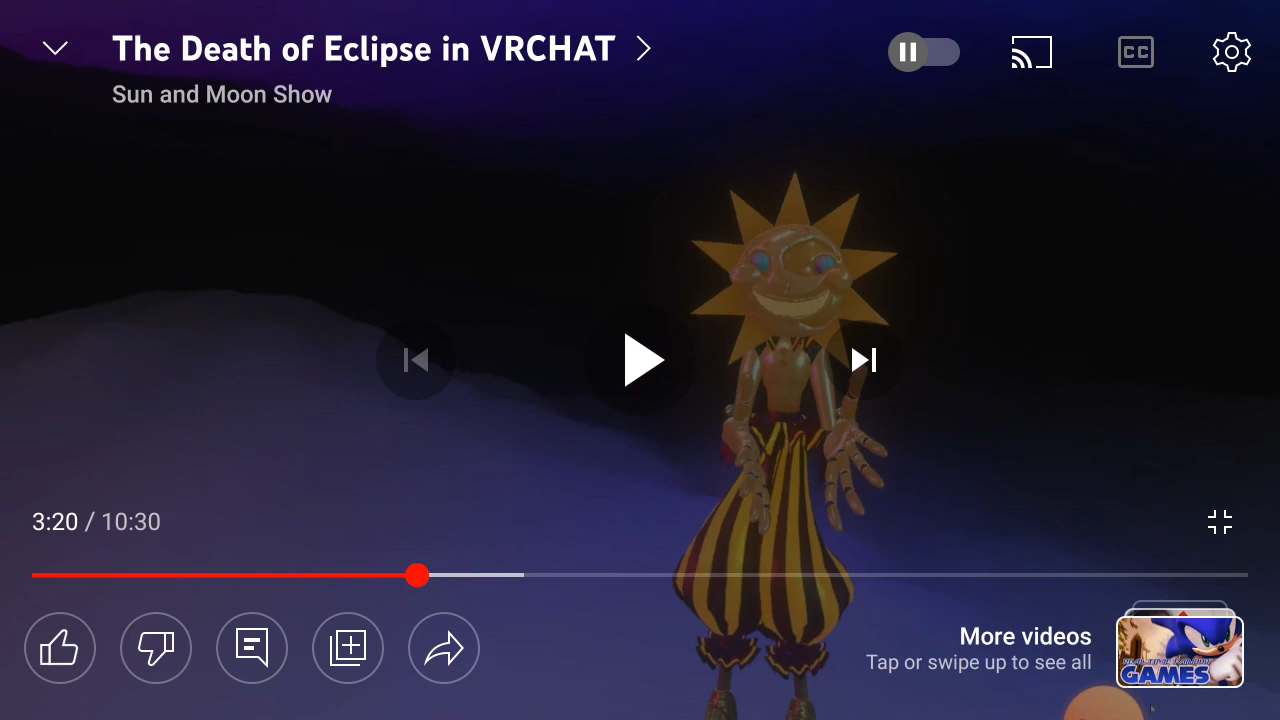 The Death of Eclipse in VRCHAT
Sun and Moon Show
CC
3:20 / 10:30
More videos
Tap or swipe up to see all
GAMES